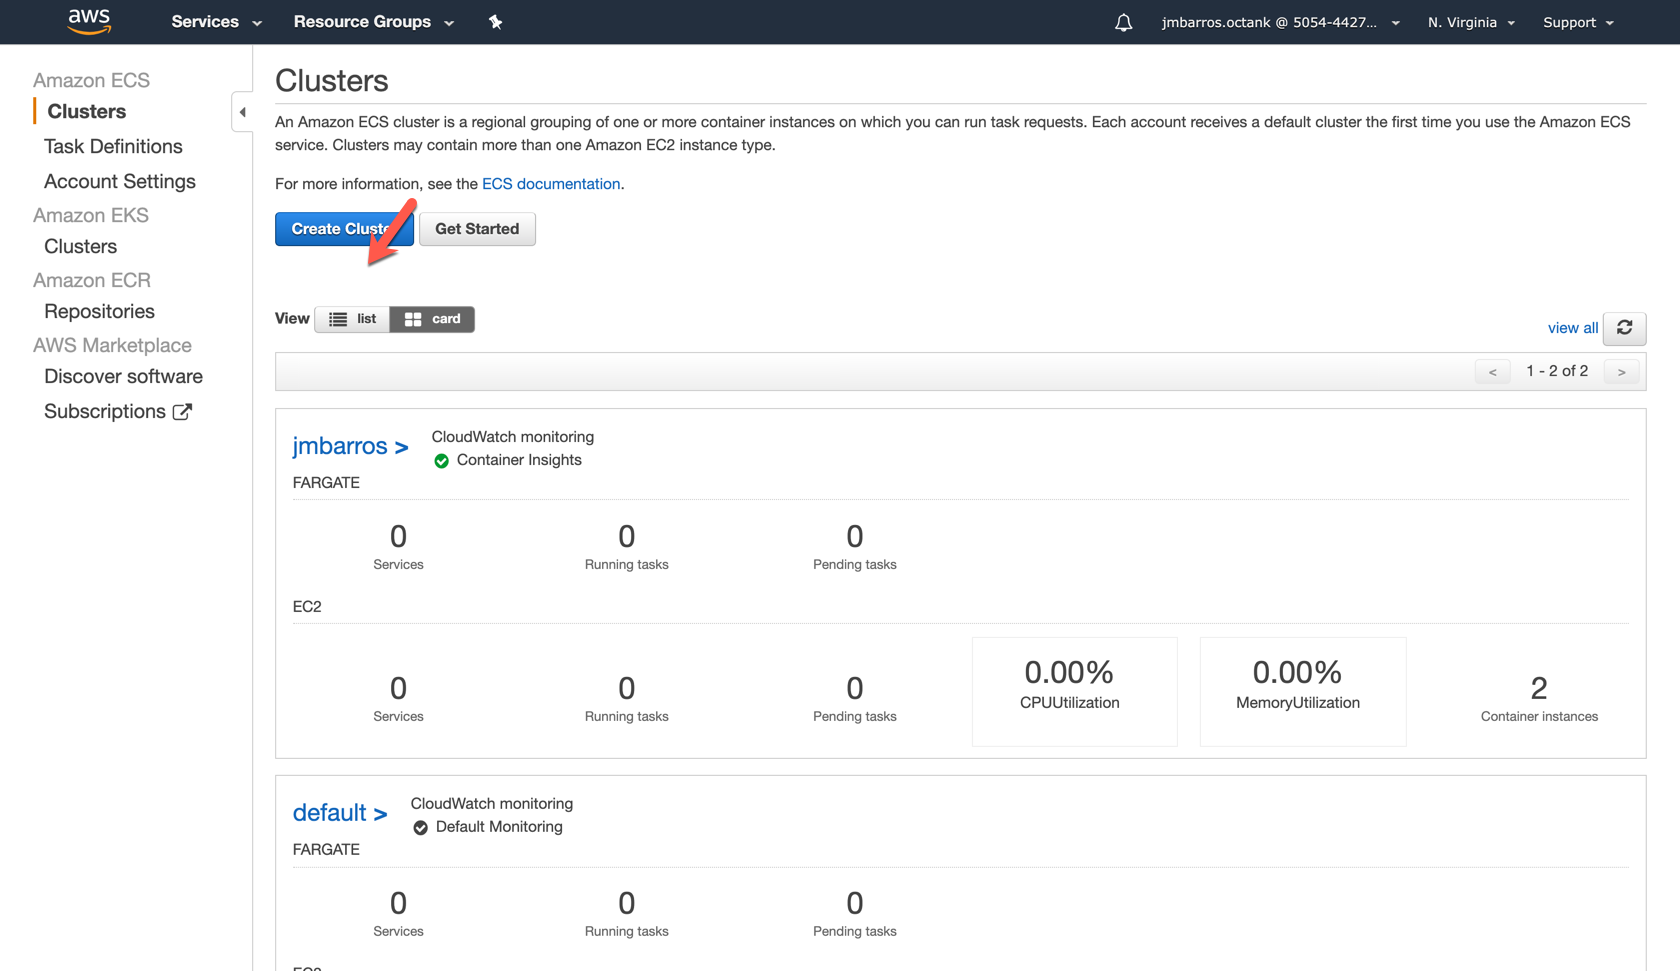 aws Services Resource Groups jmbarros.octank @ 5054-4427... N. Virginia Support
Amazon ECS
Clusters
Task Definitions
Account Settings
Amazon EKS
Clusters
Amazon ECR
Repositories
AWS Marketplace
Discover software
Subscriptions
Clusters
An Amazon ECS cluster is a regional grouping of one or more container instances on which you can run task requests. Each account receives a default cluster the first time you use the Amazon ECS
service. Clusters may contain more than one Amazon EC2 instance type.
For more information, see the ECS documentation.
Create Cluste Get Started
View list card
view all
< 1 - 2 of 2 >
jmbarros > CloudWatch monitoring
Container Insights
FARGATE
0 0 0
Services Running tasks Pending tasks
EC2
0 0 0 0.00% 0.00% 2
Services Running tasks Pending tasks CPUUtilization MemoryUtilization Container instances
default > CloudWatch monitoring
Default Monitoring
FARGATE
0 0 0
Services Running tasks Pending tasks